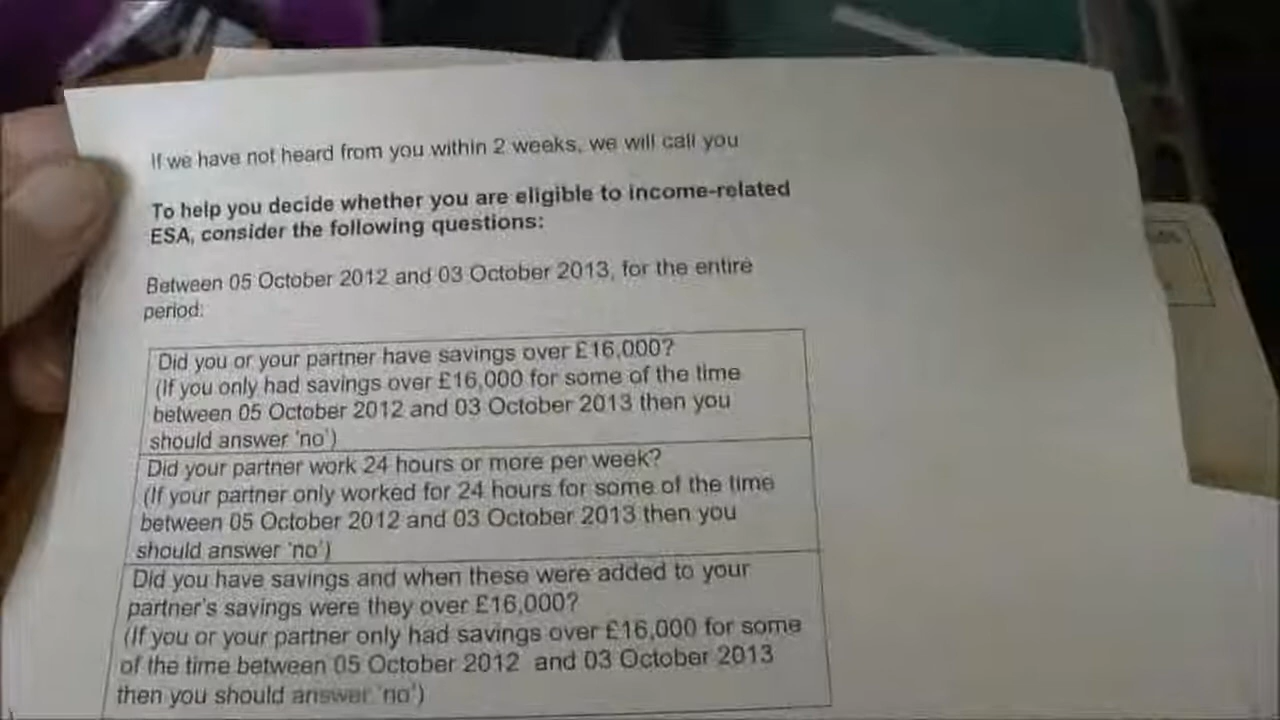 If we have not heard from you within 2 weeks, we will call you
To help you decide whether you are eligible to income-related
ESA, consider the following questions:
Between 05 October 2012 and 03 October 2013, for the entire
period:
Did you or your partner have savings over £16,000?
(If you only had savings over £16,000 for some of the time
between 05 October 2012 and 03 October 2013 then you
should answer 'no')
Did your partner work 24 hours or more per week?
(If your partner only worked for 24 hours for some of the time
between 05 October 2012 and 03 October 2013 then you
should answer 'no')
Did you have savings and when these were added to your
partner's savings were they over £16,000?
(If you or your partner only had savings over £16,000 for some
of the time between 05 October 2012 and 03 October 2013
then you should answer 'no')